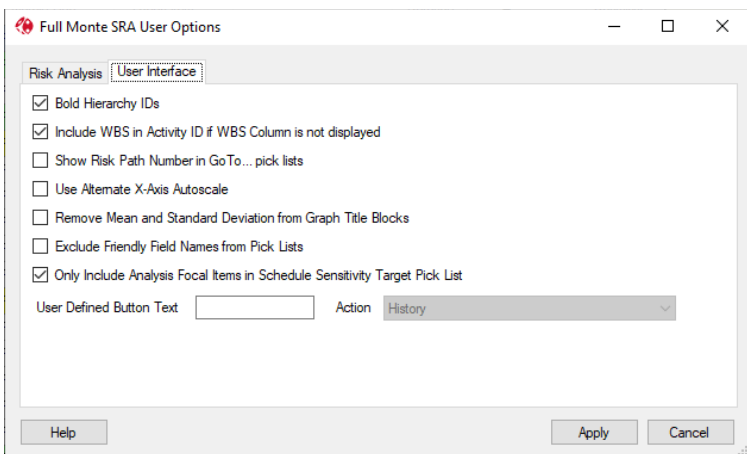 Full Monte SRA User Options
Risk Analysis User Interface
Bold Hierarchy IDs
Include WBS in Activity ID if WBS Column is not displayed
Show Risk Path Number in GoTo... pick lists
Use Alternate X-Axis Autoscale
Remove Mean and Standard Deviation from Graph Title Blocks
Exclude Friendly Field Names from Pick Lists
Only Include Analysis Focal Items in Schedule Sensitivity Target Pick List
User Defined Button Text Action History
Help Apply Cancel